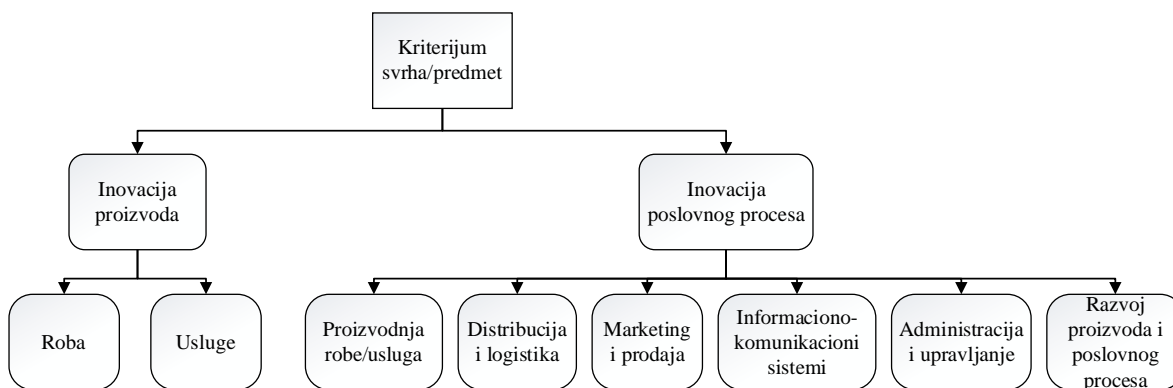 Kriterijum
svrha/predmet
Inovacija
proizvoda
Inovacija
poslovnog procesa
Roba
Usluge
Proizvodnja
robe/usluga
Distribucija
i logistika
Marketing
i prodaja
Informaciono-
komunikacioni
sistemi
Administracija
i upravljanje
Razvoj
proizvoda i
poslovnog
procesa